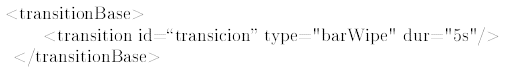 <transitionBase>
<transition id=“transicion” type="barWipe" dur="5s"/>
</transitionBase>